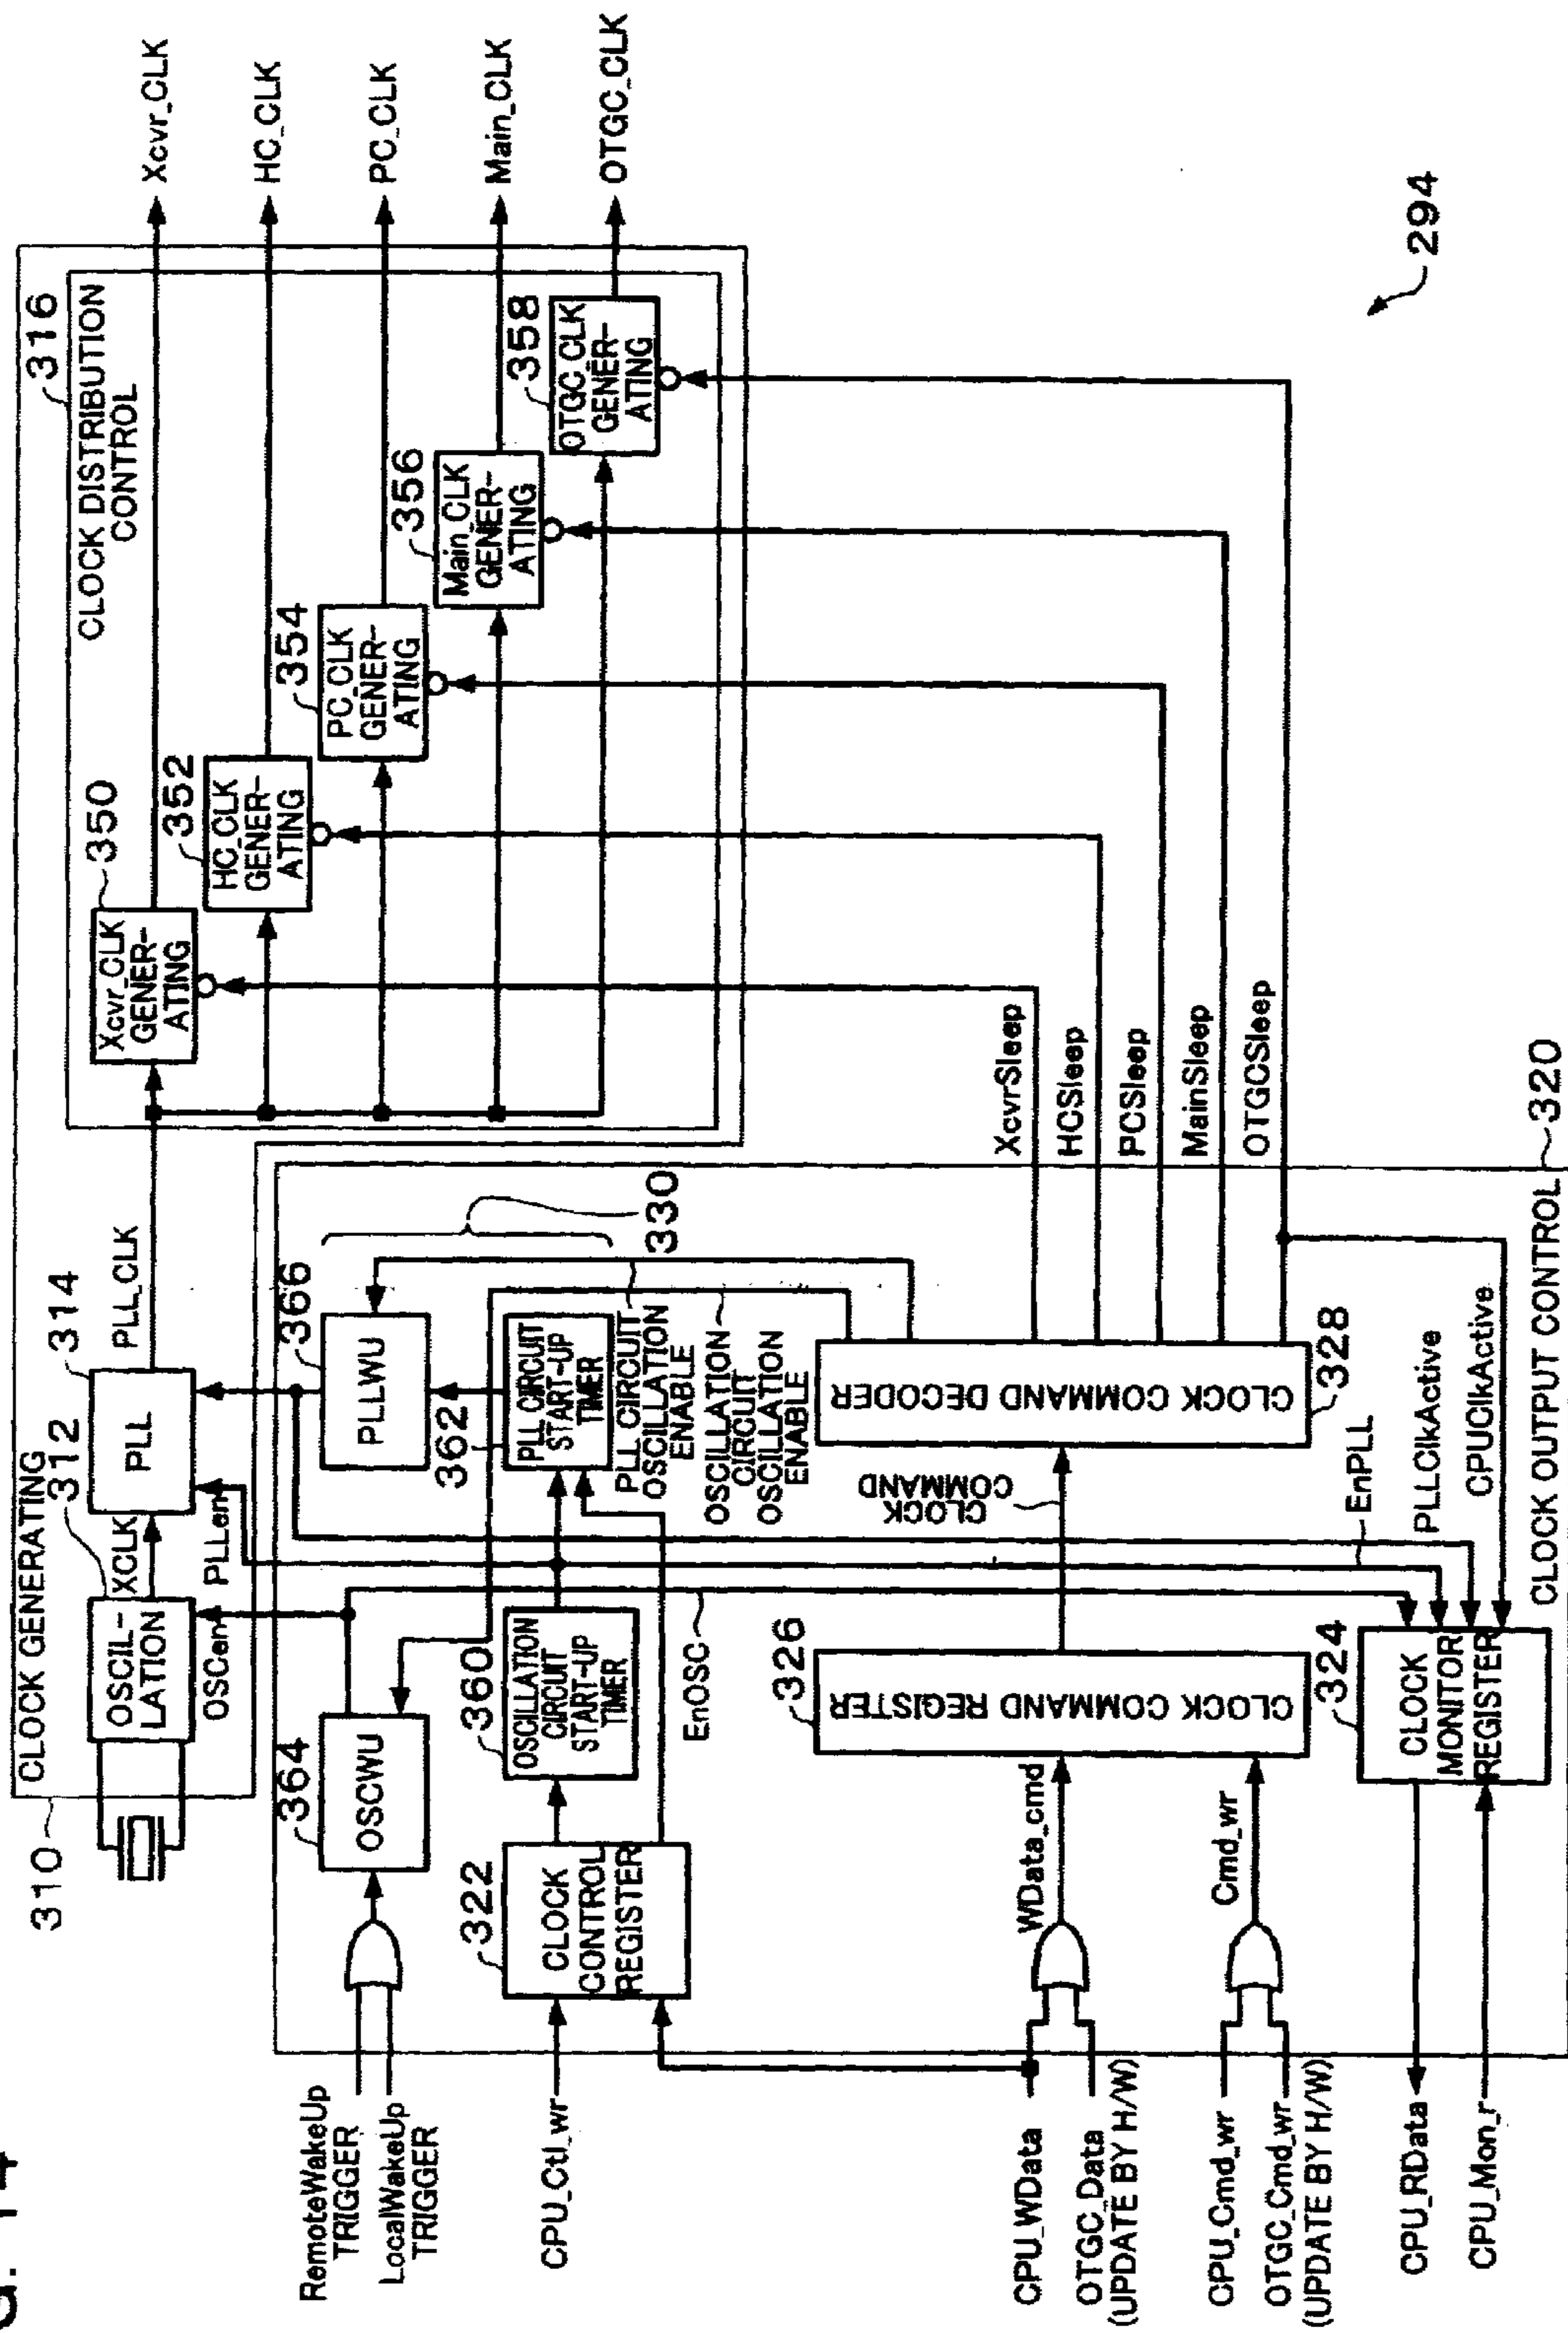 CLOCK GENERATING
310
312
OSCIL-
LATION
XCLK
314
PLL
PLL_CLK
OSCen
PLLen
316
CLOCK DISTRIBUTION
CONTROL
350
Xcvr_CLK
GENER-
ATING
352
HC_CLK
GENER-
ATING
354
PC_CLK
GENER-
ATING
356
Main_CLK
GENER-
ATING
358
OTGC_CLK
GENER-
ATING
Xcvr_CLK
HC_CLK
PC_CLK
Main_CLK
OTGC_CLK
294
RemoteWakeUp
TRIGGER
LocalWakeUp
TRIGGER
364
OSCWU
366
PLLWU
330
CPU_Ctl_wr
322
CLOCK
CONTROL
REGISTER
360
OSCILLATION
CIRCUIT
START-UP
TIMER
362
PLL CIRCUIT
START-UP
TIMER
PLL CIRCUIT
OSCILLATION
ENABLE
OSCILLATION
CIRCUIT
OSCILLATION
ENABLE
EnOSC
CPU_WData
OTGC_Data
(UPDATE BY H/W)
WData_cmd
CPU_Cmd_wr
OTGC_Cmd_wr
(UPDATE BY H/W)
Cmd_wr
326
CLOCK COMMAND REGISTER
CLOCK
COMMAND
328
CLOCK COMMAND DECODER
XcvrSleep
HCSleep
PCSleep
MainSleep
OTGCSleep
EnPLL
PLLClkActive
CPUClkActive
324
CLOCK
MONITOR
REGISTER
CPU_RData
CPU_Mon_r
CLOCK OUTPUT CONTROL
320